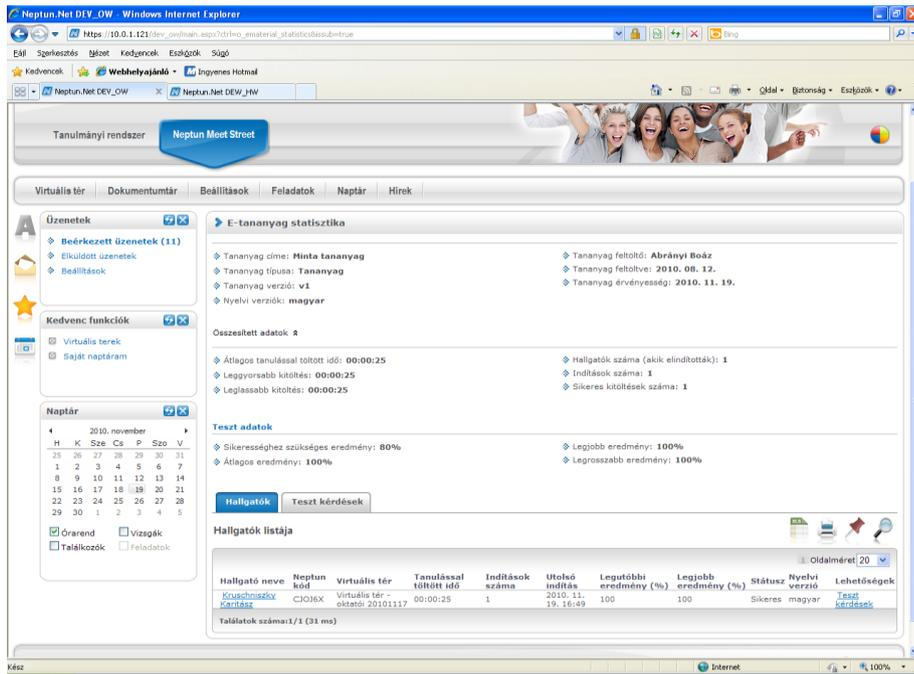 Neptun.Net DEV_OW - Windows Internet Explorer
https://10.0.1.121/dev_ow/main.aspx?ctrl=o_ematerial_statistics&issub=true
Bing
Fájl Szerkesztés Nézet Kedvencek Eszközök Súgó
Kedvencek Webhelyajánló Ingyenes Hotmail
Neptun.Net DEV_OW Neptun.Net DEW_HW Oldal Biztonság Eszközök
Tanulmányi rendszer Neptun Meet Street
Virtuális tér Dokumentumtár Beállítások Feladatok Naptár Hírek
Üzenetek
Beérkezett üzenetek (11)
Elküldött üzenetek
Beállítások
Kedvenc funkciók
Virtuális terek
Saját naptáram
Naptár
2010. november
H K Sze Cs P Szo V
25 26 27 28 29 30 31
1 2 3 4 5 6 7
8 9 10 11 12 13 14
15 16 17 18 19 20 21
22 23 24 25 26 27 28
29 30 1 2 3 4 5
Órarend Vizsgák
Találkozók Feladatok
E-tananyag statisztika
Tananyag címe: Minta tananyag
Tananyag típusa: Tananyag
Tananyag verzió: v1
Nyelvi verziók: magyar
Tananyag feltöltő: Abrányi Boáz
Tananyag feltöltve: 2010. 08. 12.
Tananyag érvényesség: 2010. 11. 19.
Összesített adatok
Átlagos tanulással töltött idő: 00:00:25
Leggyorsabb kitöltés: 00:00:25
Leglassabb kitöltés: 00:00:25
Hallgatók száma (akik elindították): 1
Indítások száma: 1
Sikeres kitöltések száma: 1
Teszt adatok
Sikerességhez szükséges eredmény: 80%
Átlagos eredmény: 100%
Legjobb eredmény: 100%
Legrosszabb eredmény: 100%
Hallgatók Teszt kérdések
Hallgatók listája
1 Oldalméret 20
Hallgató neve Neptun kód Virtuális tér Tanulással töltött idő Indítások száma Utolsó indítás Legutóbbi eredmény (%) Legjobb eredmény (%) Státusz Nyelvi verzió Lehetőségek
Kruschniszky Karitász CJOJ6X Virtuális tér - oktatói 20101117 00:00:25 1 2010. 11. 19. 16:49 100 100 Sikeres magyar Teszt kérdések
Találatok száma:1/1 (31 ms)
Kész Internet 100%